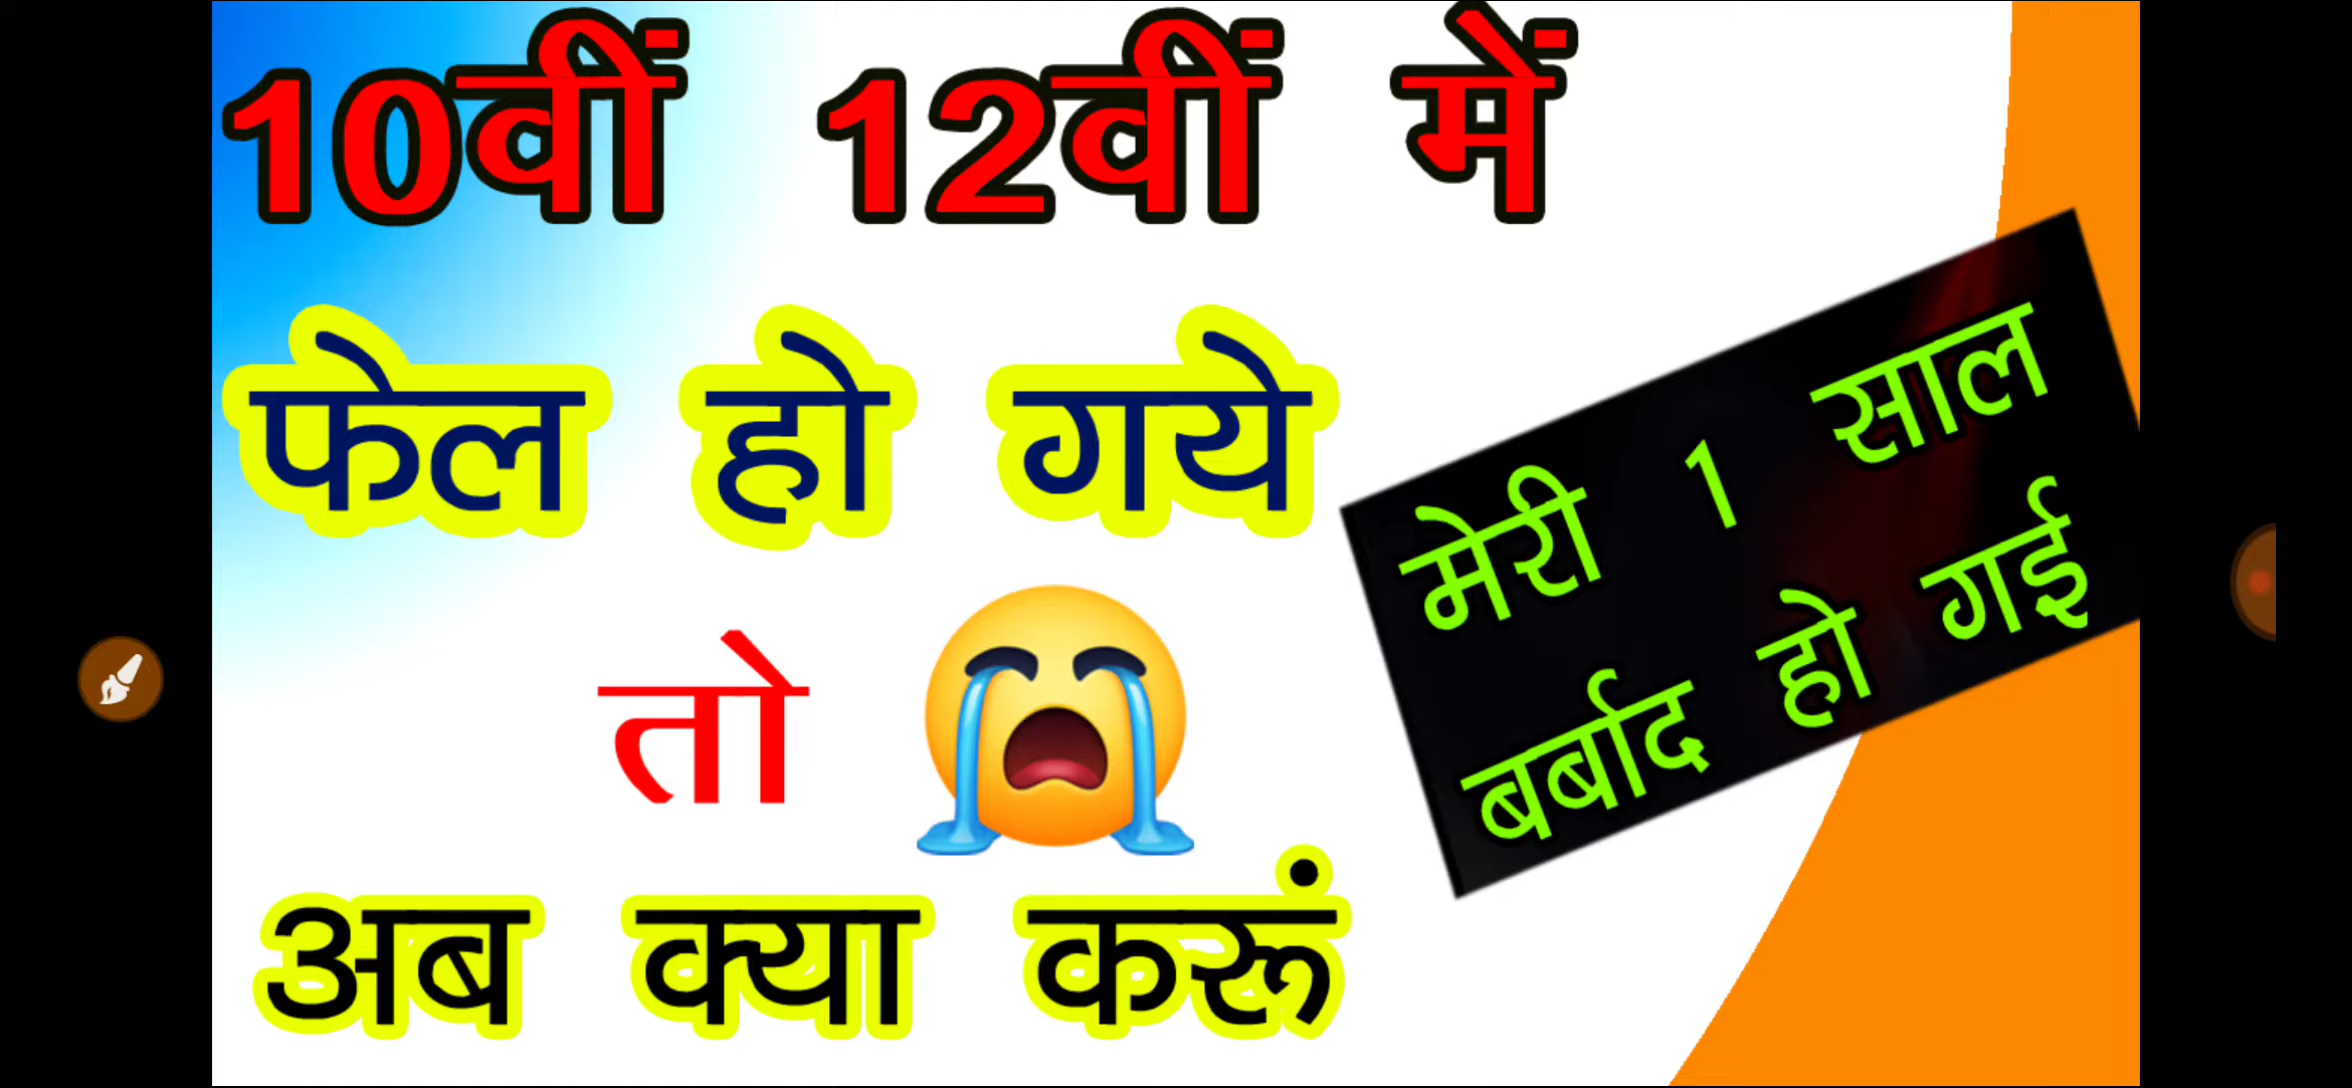 10वीं 12वीं में
फेल हो गये
तो
अब क्या करूं
मेरी 1 साल
बर्बाद हो गई